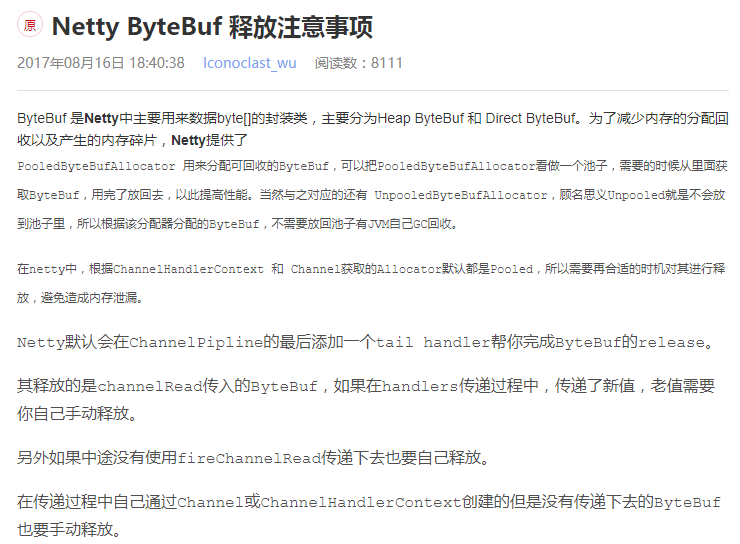 原 Netty ByteBuf 释放注意事项
2017年08月16日 18:40:38 Iconoclast_wu 阅读数：8111
ByteBuf 是Netty中主要用来数据byte[]的封装类，主要分为Heap ByteBuf 和 Direct ByteBuf。为了减少内存的分配回
收以及产生的内存碎片，Netty提供了
PooledByteBufAllocator 用来分配可回收的ByteBuf，可以把PooledByteBufAllocator看做一个池子，需要的时候从里面获
取ByteBuf，用完了放回去，以此提高性能。当然与之对应的还有 UnpooledByteBufAllocator，顾名思义Unpooled就是不会放
到池子里，所以根据该分配器分配的ByteBuf，不需要放回池子有JVM自己GC回收。
在netty中，根据ChannelHandlerContext 和 Channel获取的Allocator默认都是Pooled，所以需要再合适的时机对其进行释
放，避免造成内存泄漏。
Netty默认会在ChannelPipline的最后添加一个tail handler帮你完成ByteBuf的release。
其释放的是channelRead传入的ByteBuf，如果在handlers传递过程中，传递了新值，老值需要
你自己手动释放。
另外如果中途没有使用fireChannelRead传递下去也要自己释放。
在传递过程中自己通过Channel或ChannelHandlerContext创建的但是没有传递下去的ByteBuf
也要手动释放。